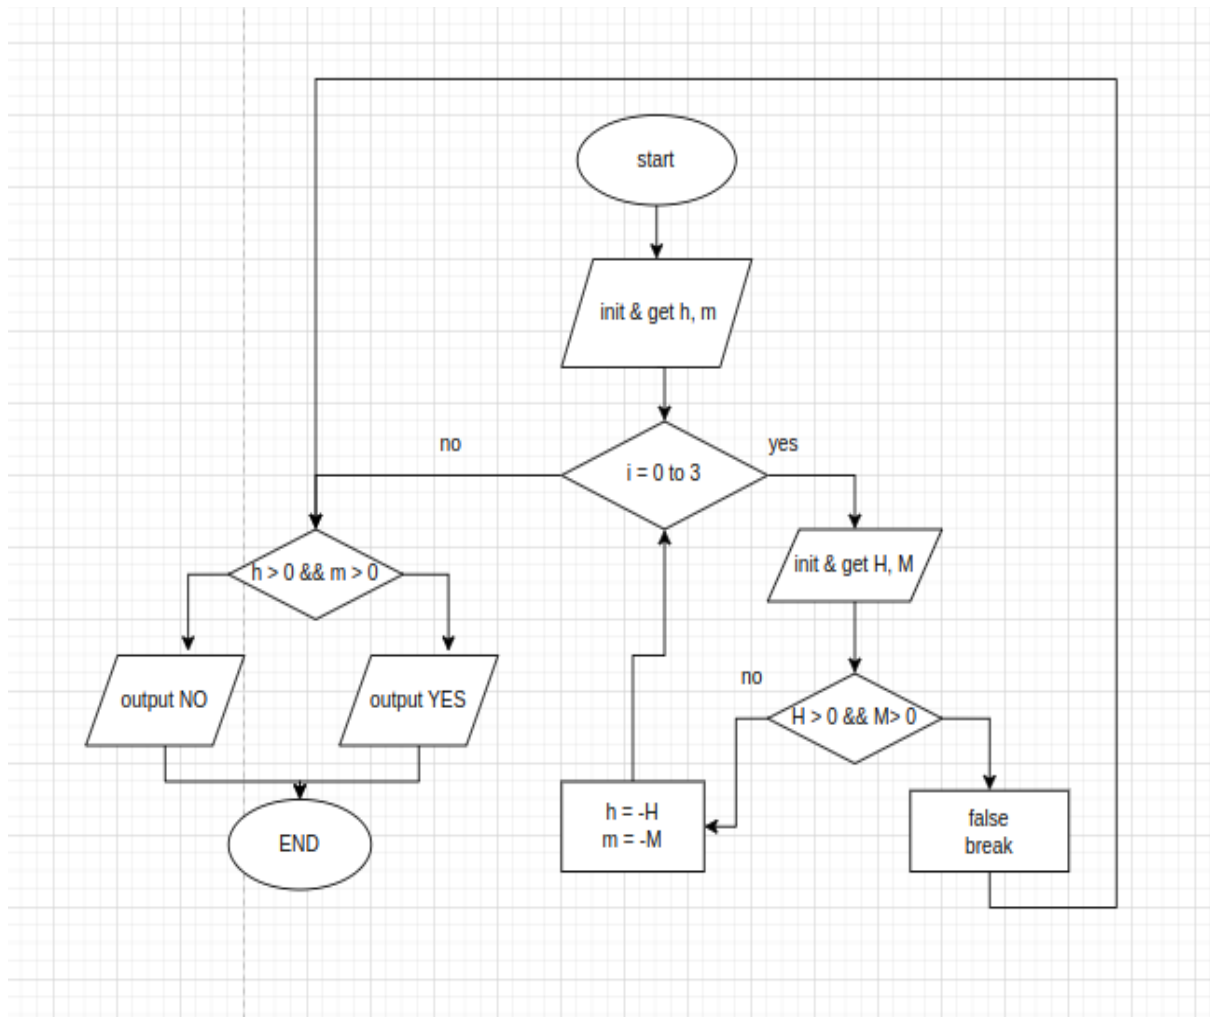 start
init & get h, m
no
yes
i = 0 to 3
init & get H, M
h > 0 && m > 0
no
output NO
output YES
H > 0 && M> 0
h = -H
m = -M
false
break
END